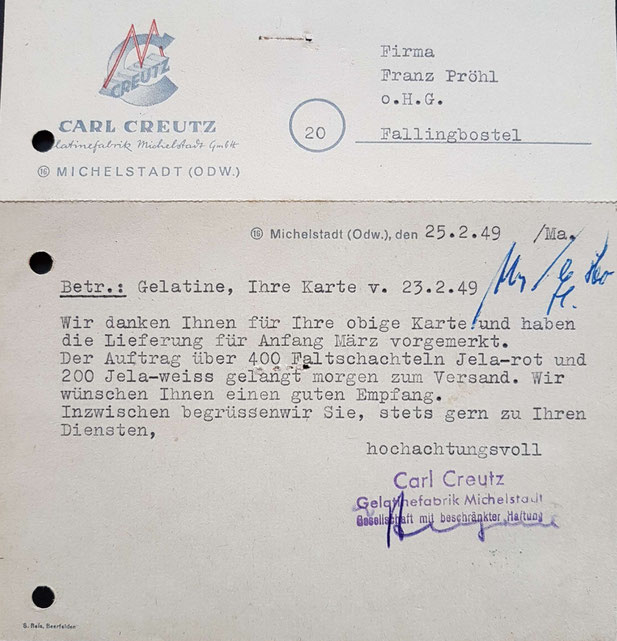 CREUTZ
CARL CREUTZ
Gelatinefabrik Michelstadt GmbH
16 MICHELSTADT (ODW.)
Firma
Franz Pröhl
o.H.G.
20 Fallingbostel
16 Michelstadt (Odw.), den 25.2.49 /Ma.
Betr.: Gelatine, Ihre Karte v. 23.2.49
Wir danken Ihnen für Ihre obige Karte und haben
die Lieferung für Anfang März vorgemerkt.
Der Auftrag über 400 Faltschachteln Jela-rot und
200 Jela-weiss gelangt morgen zum Versand. Wir
wünschen Ihnen einen guten Empfang.
Inzwischen begrüssenwir Sie, stets gern zu Ihren
Diensten,
hochachtungsvoll
Carl Creutz
Gelatinefabrik Michelstadt
Gesellschaft mit beschränkter Haftung
S. Reis, Beerfelden